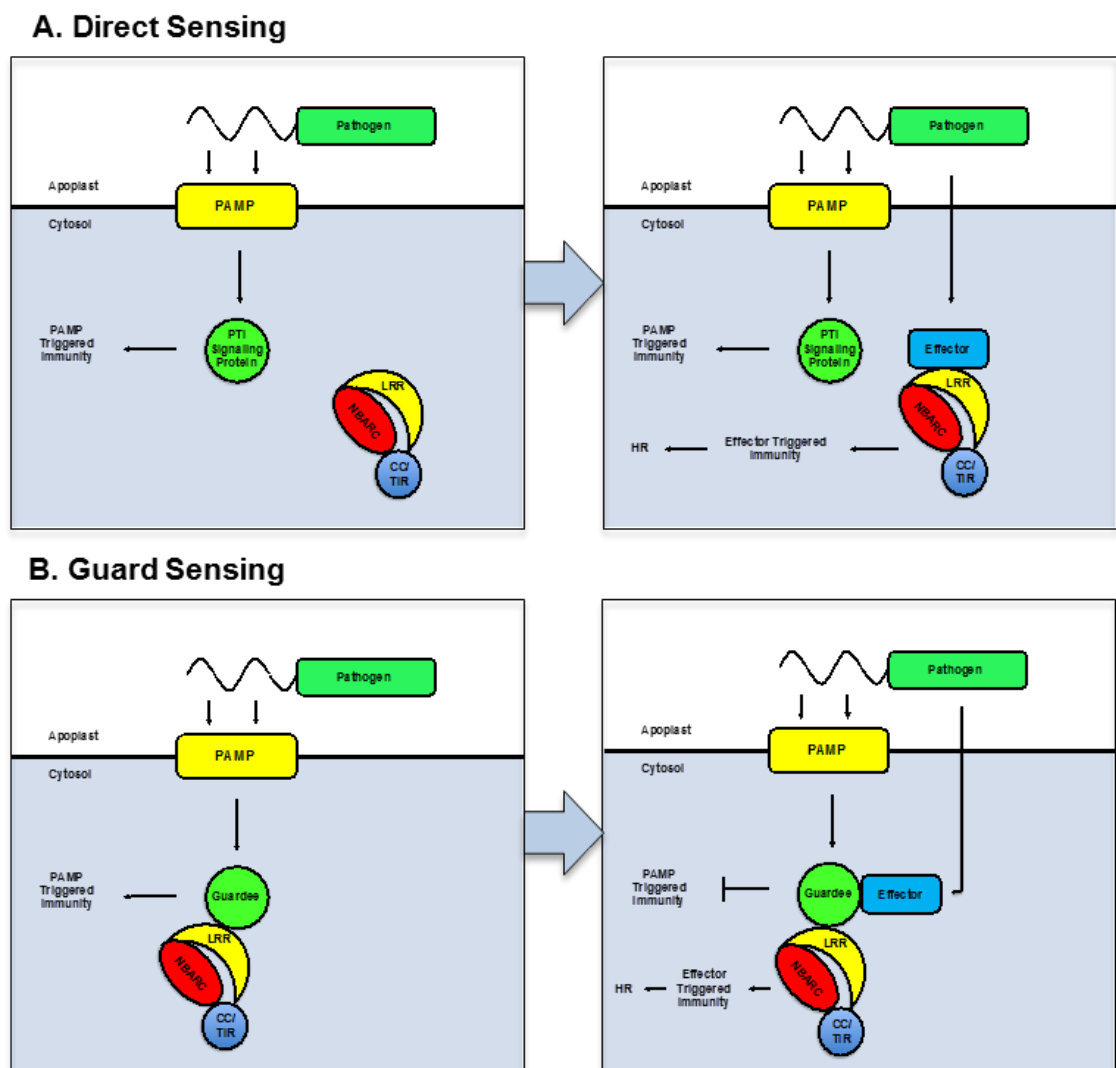 A. Direct Sensing
Pathogen
Apoplast
PAMP
Cytosol
PAMP
Triggered
Immunity
PTI
Signaling
Protein
LRR
NBARC
CC/
TIR
Pathogen
Apoplast
PAMP
Cytosol
PAMP
Triggered
Immunity
PTI
Signaling
Protein
Effector
LRR
NBARC
CC/
TIR
HR
Effector Triggered
Immunity
B. Guard Sensing
Pathogen
Apoplast
PAMP
Cytosol
PAMP
Triggered
Immunity
Guardee
LRR
NBARC
CC/
TIR
Pathogen
Apoplast
PAMP
Cytosol
PAMP
Triggered
Immunity
Guardee
Effector
LRR
NBARC
CC/
TIR
HR
Effector
Triggered
Immunity